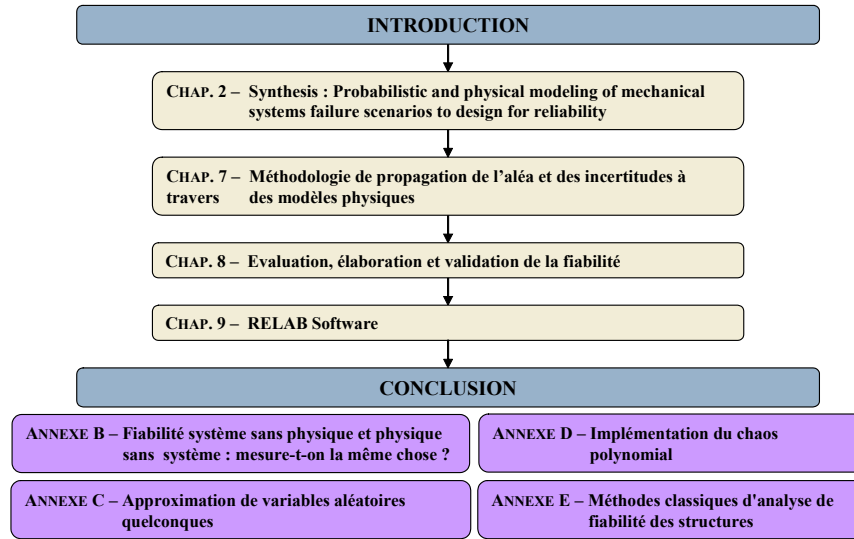 INTRODUCTION
CHAP. 2 – Synthesis : Probabilistic and physical modeling of mechanical
systems failure scenarios to design for reliability
CHAP. 7 – Méthodologie de propagation de l'aléa et des incertitudes à
travers des modèles physiques
CHAP. 8 – Evaluation, élaboration et validation de la fiabilité
CHAP. 9 – RELAB Software
CONCLUSION
ANNEXE B – Fiabilité système sans physique et physique
sans système : mesure-t-on la même chose ?
ANNEXE D – Implémentation du chaos
polynomial
ANNEXE C – Approximation de variables aléatoires
quelconques
ANNEXE E – Méthodes classiques d'analyse de
fiabilité des structures